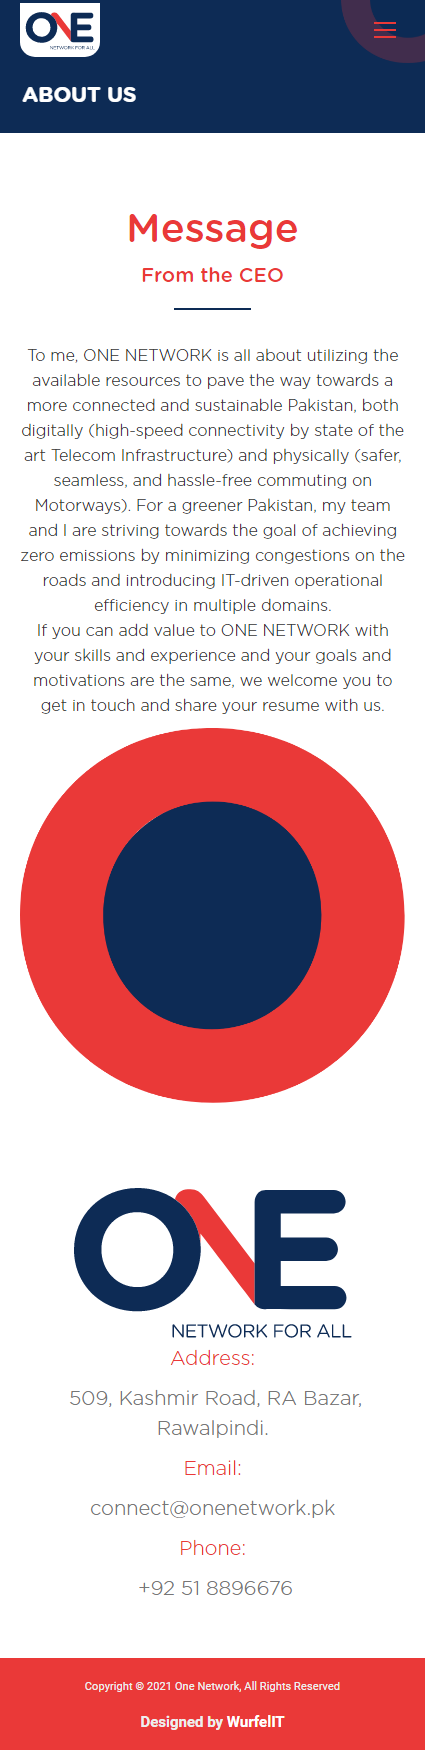 ONE
NETWORK FOR ALL
ABOUT US
Message
From the CEO
To me, ONE NETWORK is all about utilizing the
available resources to pave the way towards a
more connected and sustainable Pakistan, both
digitally (high-speed connectivity by state of the
art Telecom Infrastructure) and physically (safer,
seamless, and hassle-free commuting on
Motorways). For a greener Pakistan, my team
and I are striving towards the goal of achieving
zero emissions by minimizing congestions on the
roads and introducing IT-driven operational
efficiency in multiple domains.
If you can add value to ONE NETWORK with
your skills and experience and your goals and
motivations are the same, we welcome you to
get in touch and share your resume with us.
ONE
NETWORK FOR ALL
Address:
509, Kashmir Road, RA Bazar,
Rawalpindi.
Email:
connect@onenetwork.pk
Phone:
+92 51 8896676
Copyright © 2021 One Network, All Rights Reserved
Designed by WurfelIT